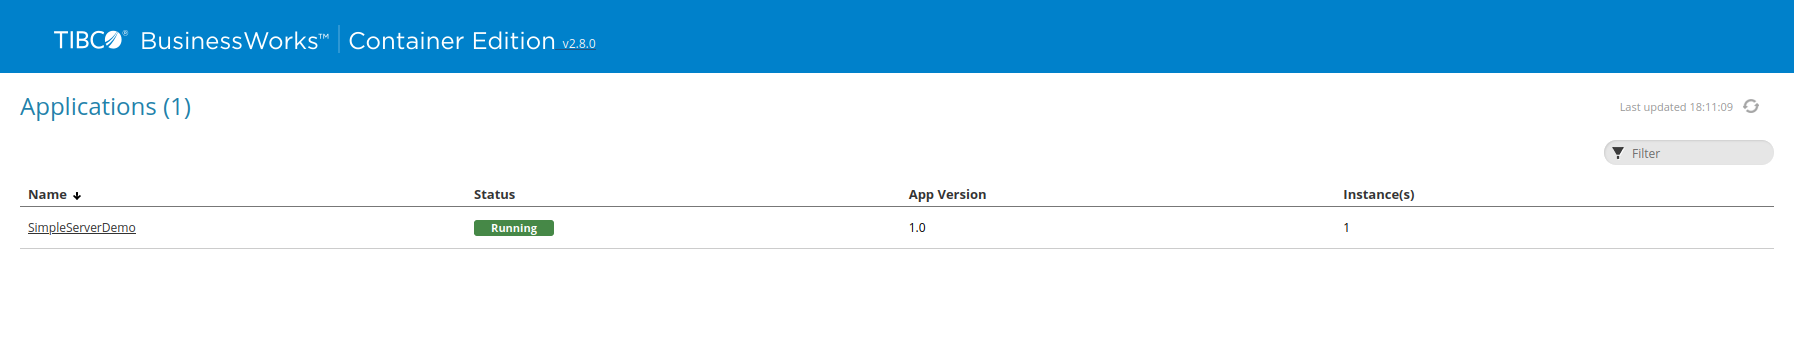 TIBCO® BusinessWorks™ | Container Edition v2.8.0
Applications (1)
Last updated 18:11:09
Filter
Name Status App Version Instance(s)
SimpleServerDemo Running 1.0 1